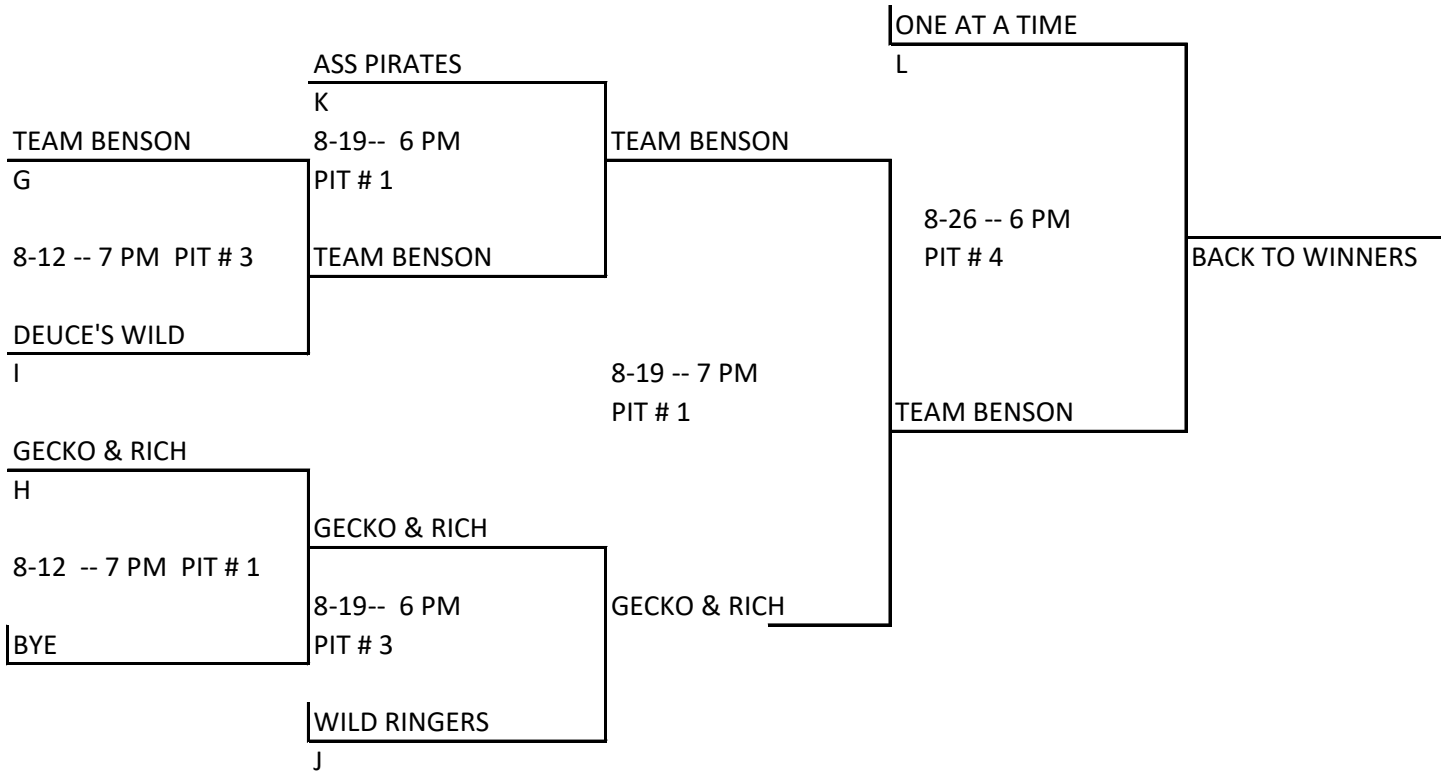 ONE AT A TIME
ASS PIRATES
L
K
TEAM BENSON
8-19-- 6 PM
TEAM BENSON
G
PIT # 1
8-26 -- 6 PM
8-12 -- 7 PM PIT # 3
TEAM BENSON
PIT # 4
BACK TO WINNERS
DEUCE'S WILD
I
8-19 -- 7 PM
PIT # 1
TEAM BENSON
GECKO & RICH
H
GECKO & RICH
8-12 -- 7 PM PIT # 1
8-19-- 6 PM
GECKO & RICH
BYE
PIT # 3
WILD RINGERS
J